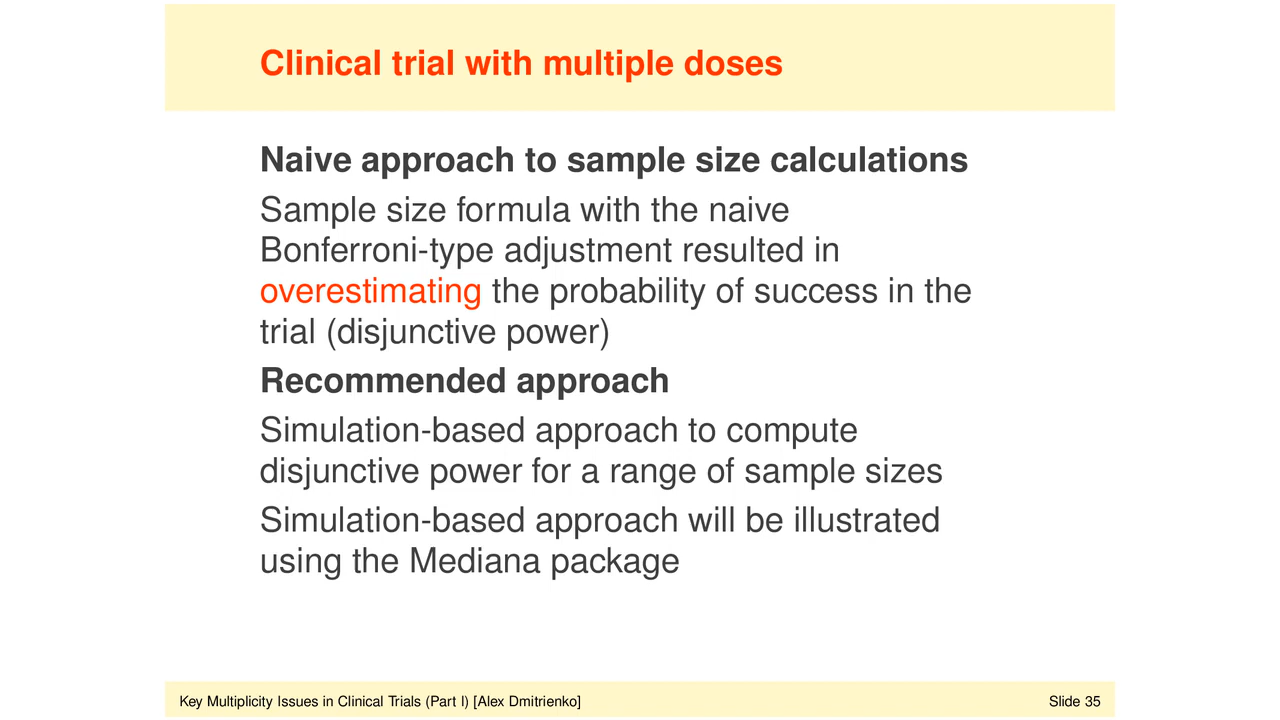 Clinical trial with multiple doses
Naive approach to sample size calculations
Sample size formula with the naive
Bonferroni-type adjustment resulted in
overestimating the probability of success in the
trial (disjunctive power)
Recommended approach
Simulation-based approach to compute
disjunctive power for a range of sample sizes
Simulation-based approach will be illustrated
using the Mediana package
Key Multiplicity Issues in Clinical Trials (Part I) [Alex Dmitrienko]
Slide 35